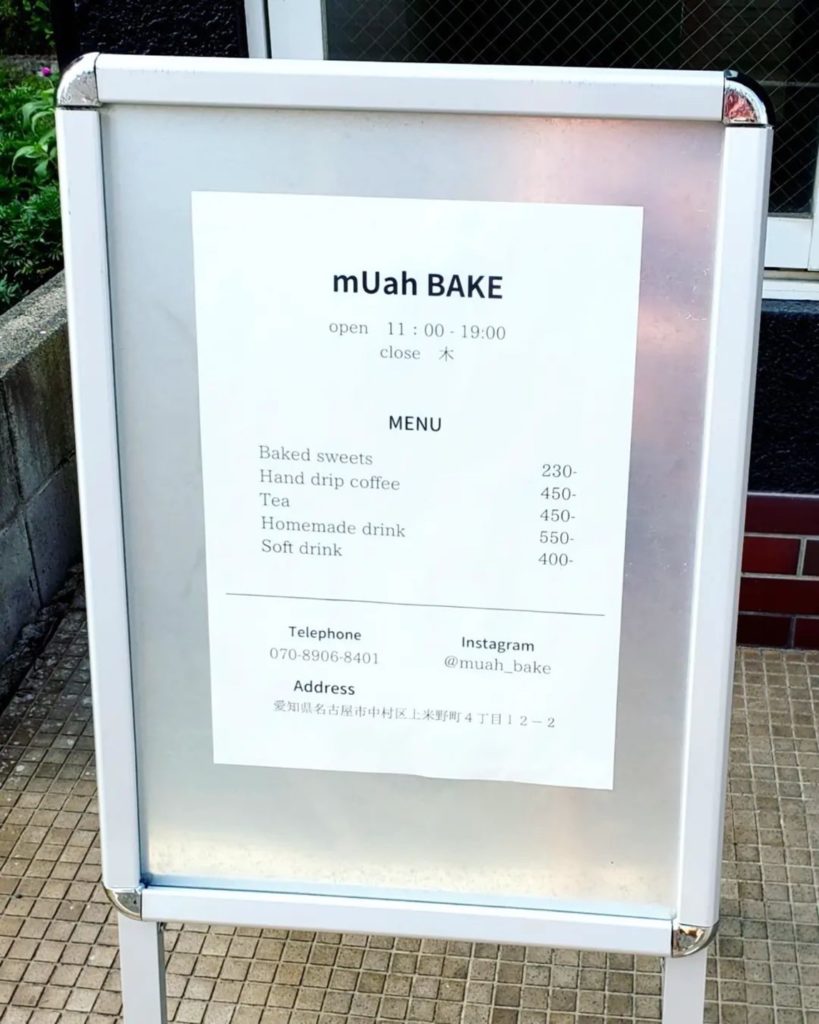 mUah BAKE
open 11：00 - 19:00
close 木
MENU
Baked sweets 230-
Hand drip coffee 450-
Tea 450-
Homemade drink 550-
Soft drink 400-
Telephone
070-8906-8401
Instagram
@muah_bake
Address
愛知県名古屋市中村区上米野町４丁目１２－２